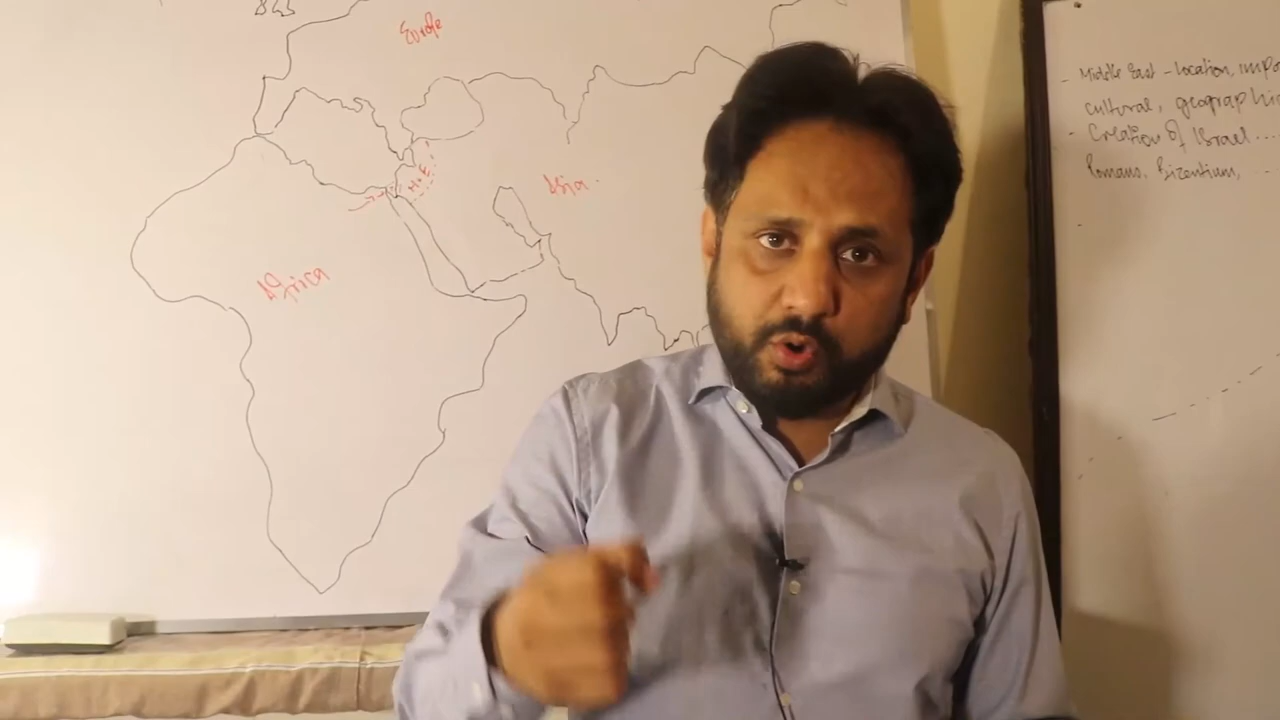 Europe
M.E
Asia.
Africa
- Middle East - Location, impo
cultural, geographic
- Creation of Israel ...
Romans, Bizentium, ...